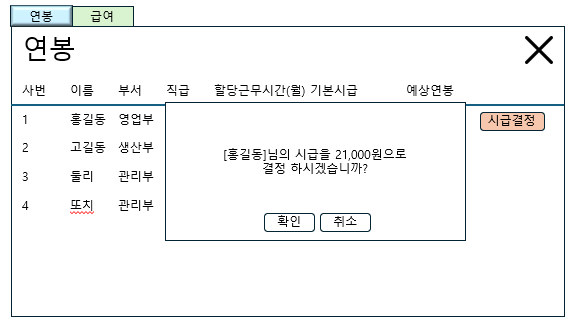 연봉 급여
연봉
사번 이름 부서 직급 할당근무시간(월) 기본시급 예상연봉
1 홍길동 영업부 시급결정
2 고길동 생산부
3 둘리 관리부
4 또치 관리부
[홍길동]님의 시급을 21,000원으로
결정 하시겠습니까?
확인 취소